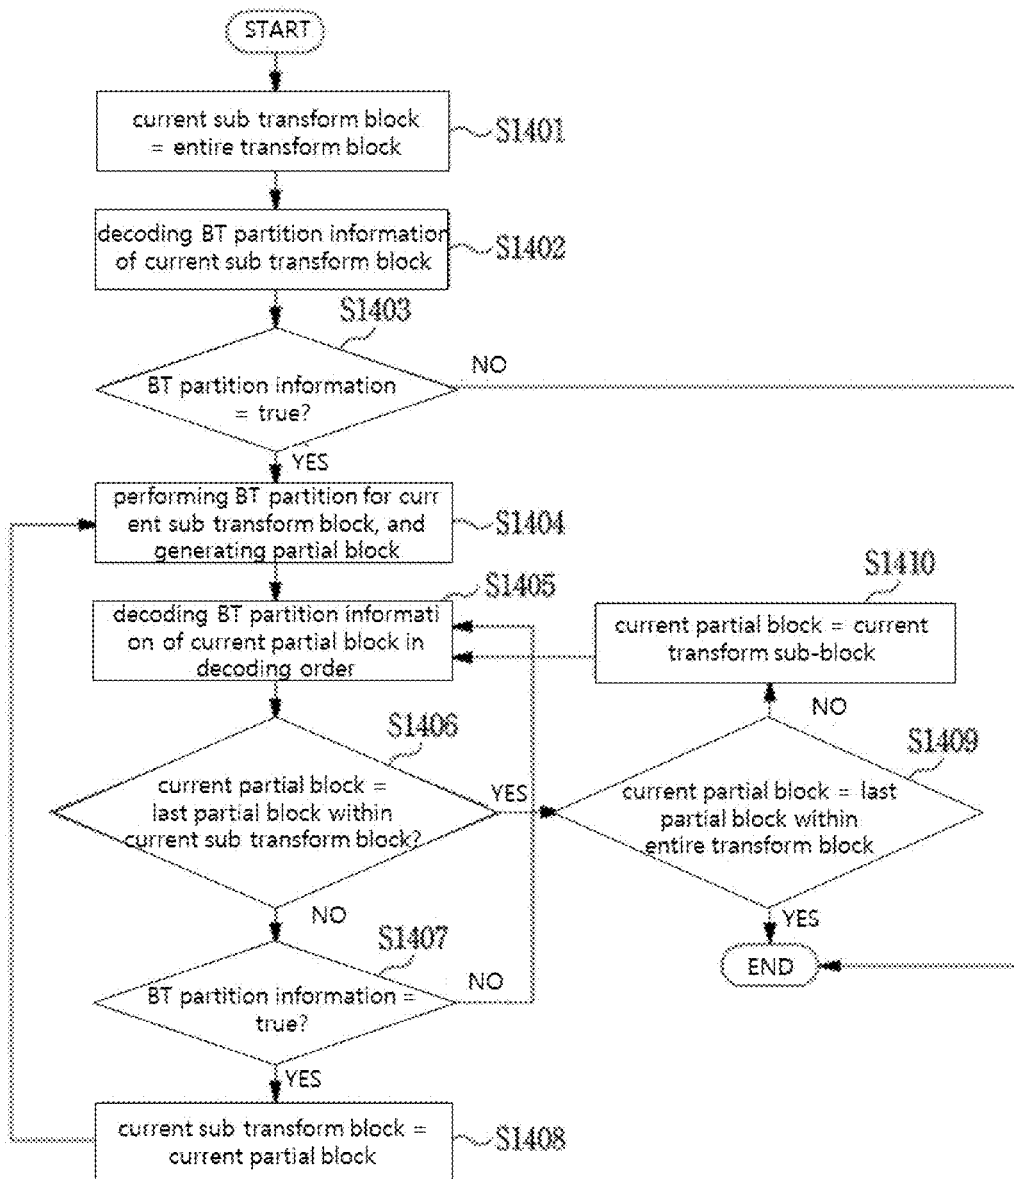 START
current sub transform block
= entire transform block
S1401
decoding BT partition information
of current sub transform block
S1402
S1403
BT partition information
= true?
NO
YES
performing BT partition for curr
ent sub transform block, and
generating partial block
S1404
S1405
decoding BT partition informati
on of current partial block in
decoding order
S1410
current partial block = current
transform sub-block
S1406
current partial block =
last partial block within
current sub transform block?
YES
NO
S1409
current partial block = last
partial block within
entire transform block
NO
YES
END
S1407
BT partition information =
true?
NO
YES
current sub transform block =
current partial block
S1408